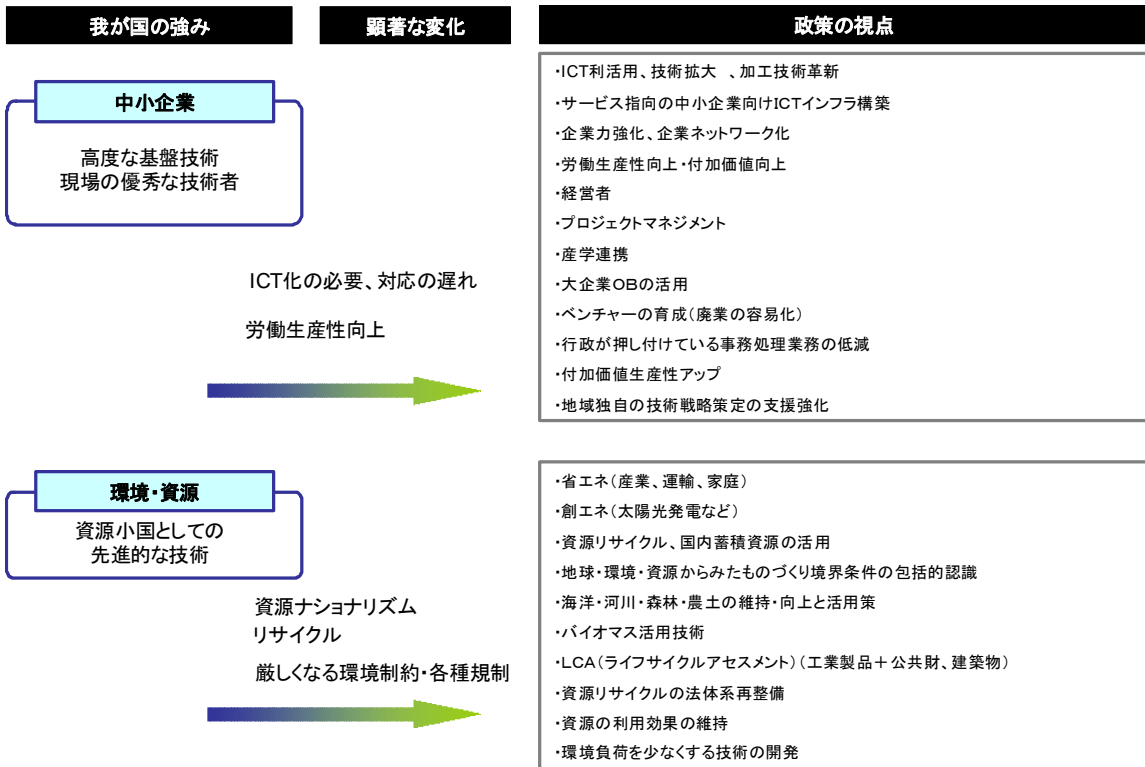 我が国の強み
顕著な変化
政策の視点
中小企業
高度な基盤技術
現場の優秀な技術者
ICT化の必要、対応の遅れ
労働生産性向上
・ICT利活用、技術拡大 、加工技術革新
・サービス指向の中小企業向けICTインフラ構築
・企業力強化、企業ネットワーク化
・労働生産性向上・付加価値向上
・経営者
・プロジェクトマネジメント
・産学連携
・大企業OBの活用
・ベンチャーの育成(廃業の容易化)
・行政が押し付けている事務処理業務の低減
・付加価値生産性アップ
・地域独自の技術戦略策定の支援強化
環境・資源
資源小国としての
先進的な技術
資源ナショナリズム
リサイクル
厳しくなる環境制約・各種規制
・省エネ(産業、運輸、家庭)
・創エネ(太陽光発電など)
・資源リサイクル、国内蓄積資源の活用
・地球・環境・資源からみたものづくり境界条件の包括的認識
・海洋・河川・森林・農土の維持・向上と活用策
・バイオマス活用技術
・LCA(ライフサイクルアセスメント)(工業製品+公共財、建築物)
・資源リサイクルの法体系再整備
・資源の利用効果の維持
・環境負荷を少なくする技術の開発